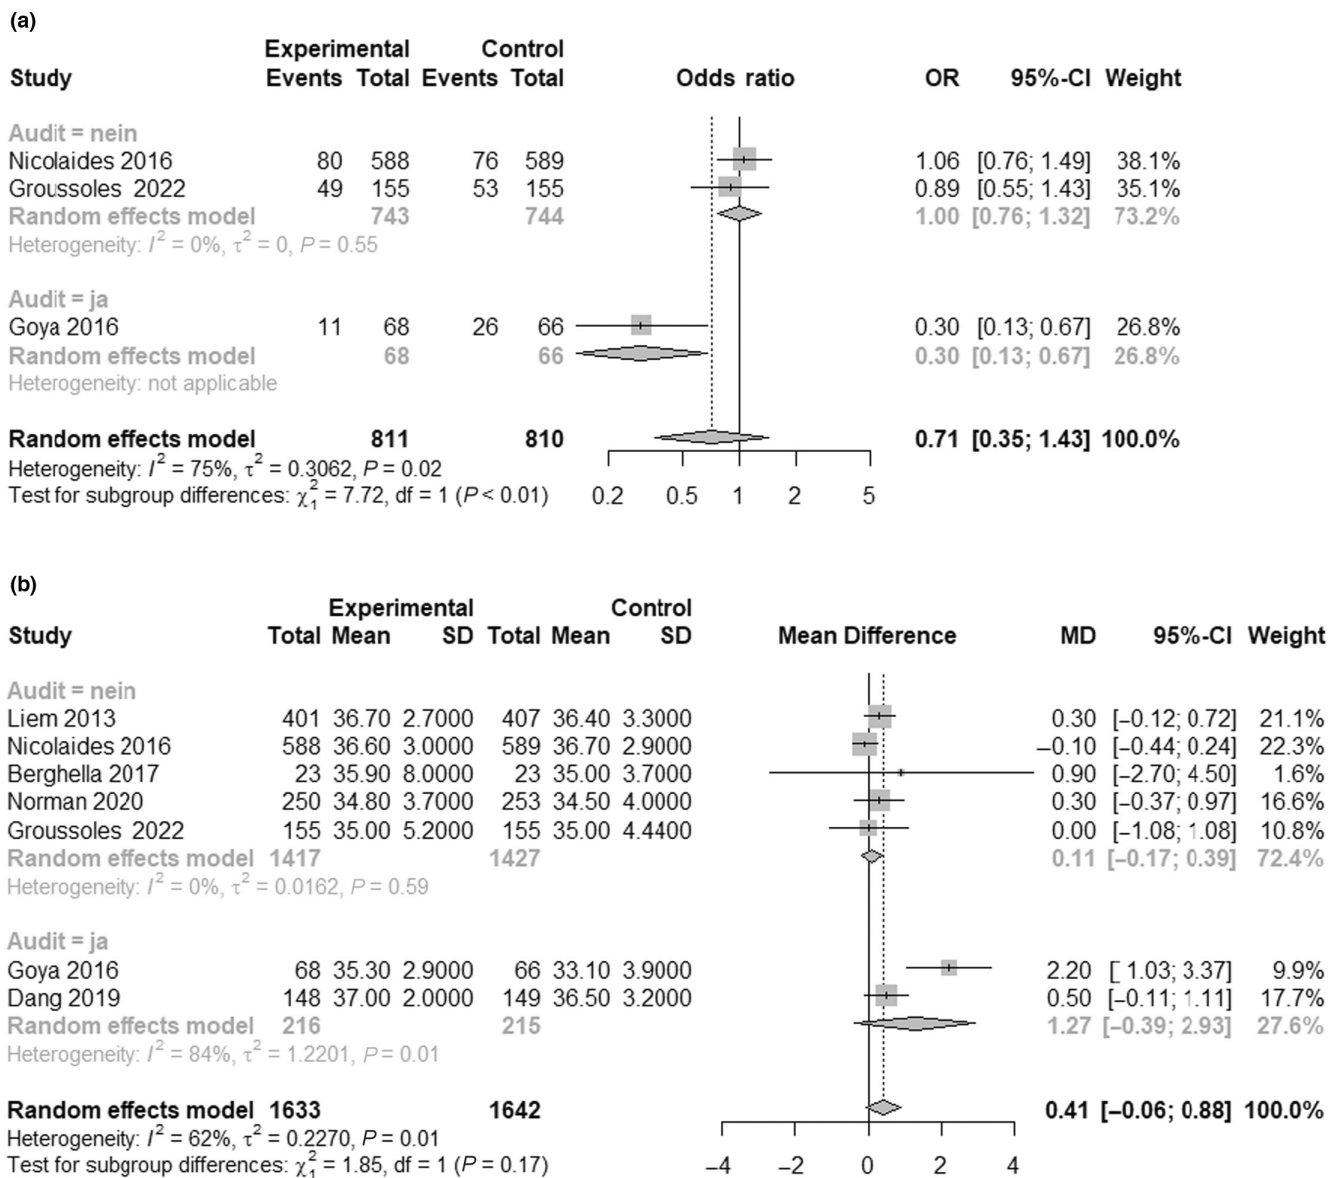 (a)
Experimental Control
Study Events Total Events Total Odds ratio OR 95%-CI Weight
Audit = nein
Nicolaides 2016 80 588 76 589 1.06 [0.76; 1.49] 38.1%
Groussoles 2022 49 155 53 155 0.89 [0.55; 1.43] 35.1%
Random effects model 743 744 1.00 [0.76; 1.32] 73.2%
Heterogeneity: I² = 0%, τ² = 0, P = 0.55
Audit = ja
Goya 2016 11 68 26 66 0.30 [0.13; 0.67] 26.8%
Random effects model 68 66 0.30 [0.13; 0.67] 26.8%
Heterogeneity: not applicable
Random effects model 811 810 0.71 [0.35; 1.43] 100.0%
Heterogeneity: I² = 75%, τ² = 0.3062, P = 0.02
Test for subgroup differences: χ²₁ = 7.72, df = 1 (P < 0.01) 0.2 0.5 1 2 5
(b)
Experimental Control
Study Total Mean SD Total Mean SD Mean Difference MD 95%-CI Weight
Audit = nein
Liem 2013 401 36.70 2.7000 407 36.40 3.3000 0.30 [−0.12; 0.72] 21.1%
Nicolaides 2016 588 36.60 3.0000 589 36.70 2.9000 −0.10 [−0.44; 0.24] 22.3%
Berghella 2017 23 35.90 8.0000 23 35.00 3.7000 0.90 [−2.70; 4.50] 1.6%
Norman 2020 250 34.80 3.7000 253 34.50 4.0000 0.30 [−0.37; 0.97] 16.6%
Groussoles 2022 155 35.00 5.2000 155 35.00 4.4400 0.00 [−1.08; 1.08] 10.8%
Random effects model 1417 1427 0.11 [−0.17; 0.39] 72.4%
Heterogeneity: I² = 0%, τ² = 0.0162, P = 0.59
Audit = ja
Goya 2016 68 35.30 2.9000 66 33.10 3.9000 2.20 [ 1.03; 3.37] 9.9%
Dang 2019 148 37.00 2.0000 149 36.50 3.2000 0.50 [−0.11; 1.11] 17.7%
Random effects model 216 215 1.27 [−0.39; 2.93] 27.6%
Heterogeneity: I² = 84%, τ² = 1.2201, P = 0.01
Random effects model 1633 1642 0.41 [−0.06; 0.88] 100.0%
Heterogeneity: I² = 62%, τ² = 0.2270, P = 0.01
Test for subgroup differences: χ²₁ = 1.85, df = 1 (P = 0.17) −4 −2 0 2 4